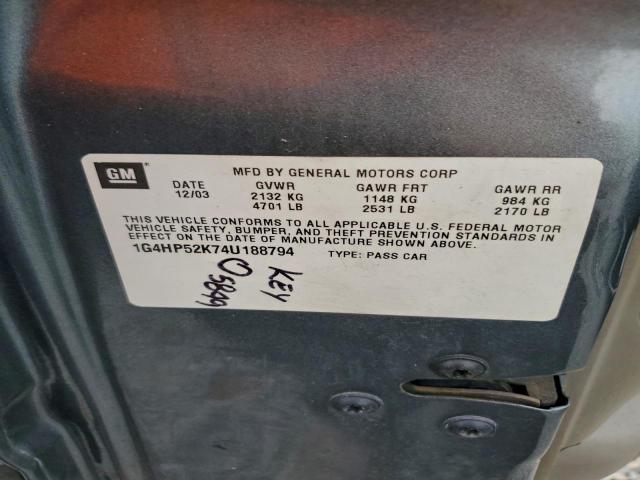 GM
MFD BY GENERAL MOTORS CORP
DATE GVWR GAWR FRT GAWR RR
12/03 2132 KG 1148 KG 984 KG
4701 LB 2531 LB 2170 LB
THIS VEHICLE CONFORMS TO ALL APPLICABLE U.S. FEDERAL MOTOR
VEHICLE SAFETY, BUMPER, AND THEFT PREVENTION STANDARDS IN
EFFECT ON THE DATE OF MANUFACTURE SHOWN ABOVE.
1G4HP52K74U188794 TYPE: PASS CAR
KEY